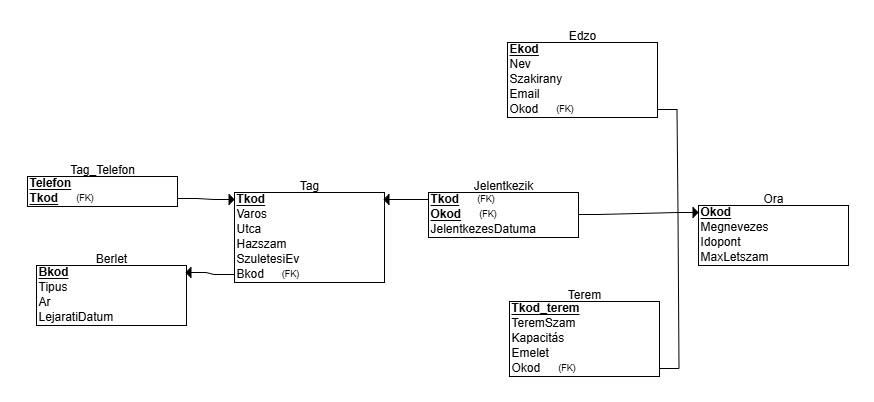 Edzo
Ekod
Nev
Szakirany
Email
Okod (FK)
Tag_Telefon
Telefon
Tkod (FK)
Tag
Tkod
Varos
Utca
Hazszam
SzuletesiEv
Bkod (FK)
Jelentkezik
Tkod (FK)
Okod (FK)
JelentkezesDatuma
Ora
Okod
Megnevezes
Idopont
MaxLetszam
Berlet
Bkod
Tipus
Ar
LejaratiDatum
Terem
Tkod_terem
TeremSzam
Kapacitás
Emelet
Okod (FK)